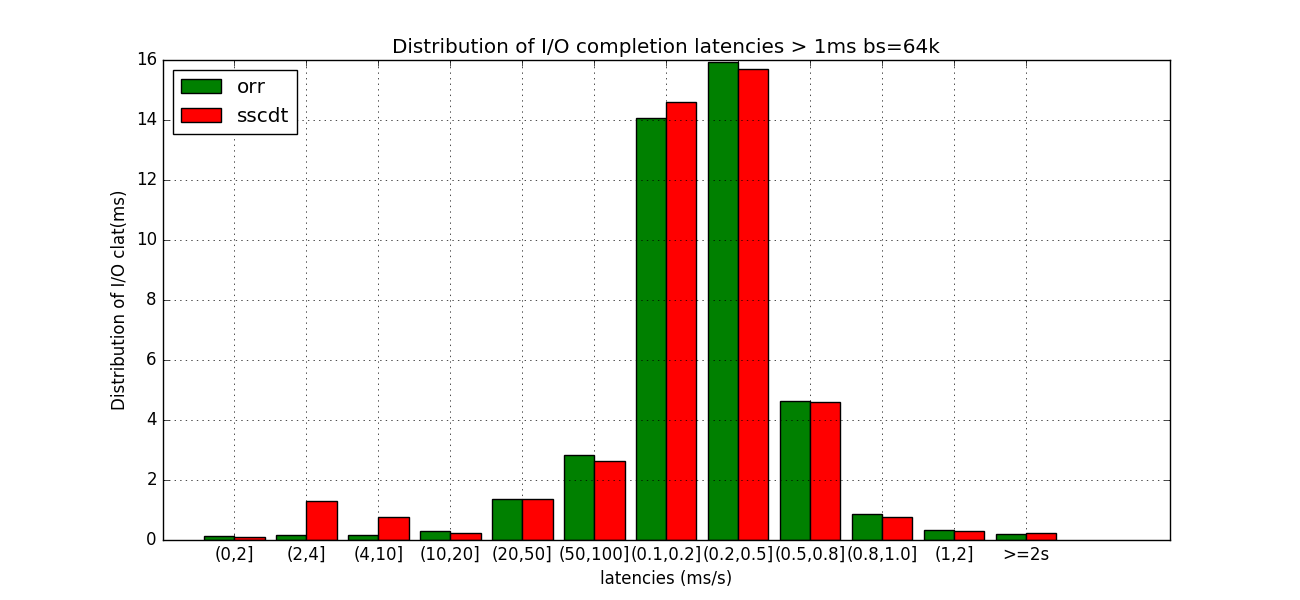 Distribution of I/O completion latencies > 1ms bs=64k
orr
sscdt
16
14
12
10
8
6
4
2
0
Distribution of I/O clat(ms)
(0,2] (2,4] (4,10] (10,20] (20,50] (50,100] (0.1,0.2] (0.2,0.5] (0.5,0.8] (0.8,1.0] (1,2] >=2s
latencies (ms/s)